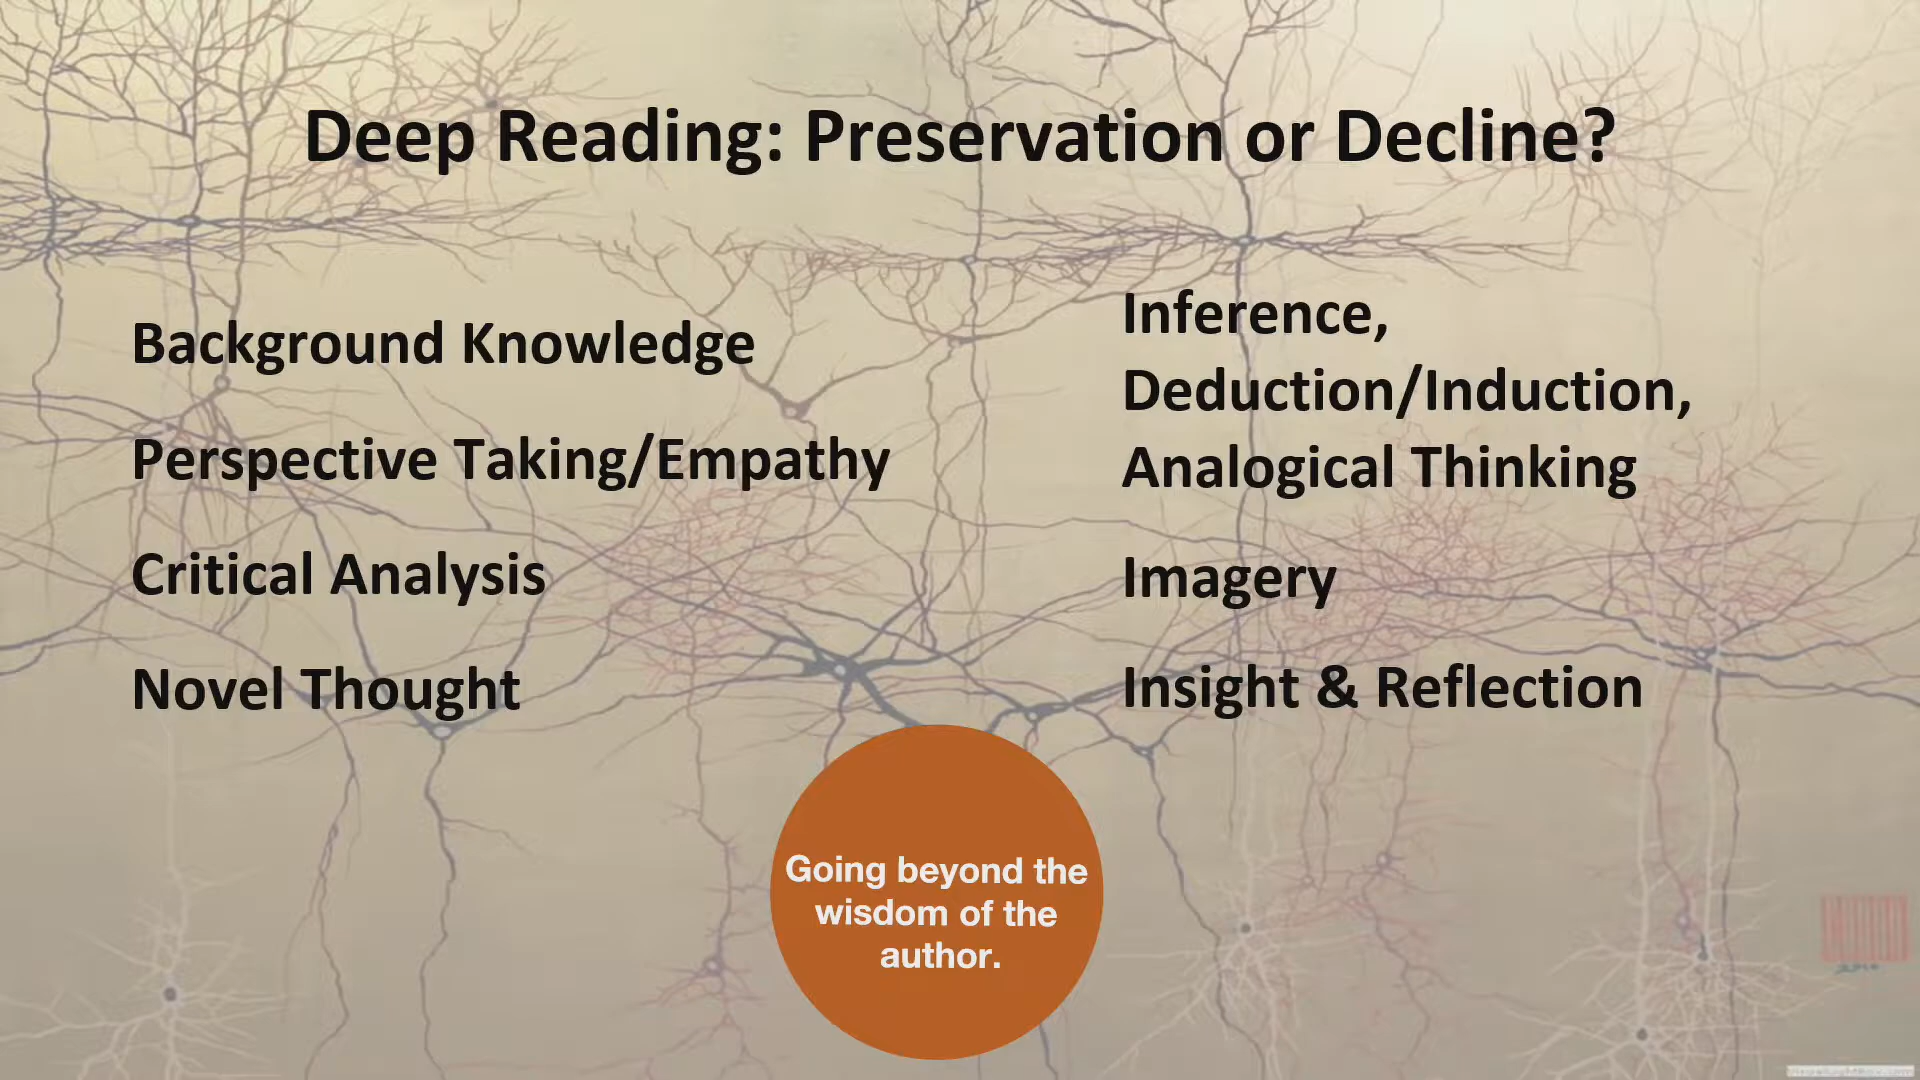 Deep Reading: Preservation or Decline?
Background Knowledge
Perspective Taking/Empathy
Critical Analysis
Novel Thought
Inference,
Deduction/Induction,
Analogical Thinking
Imagery
Insight & Reflection
Going beyond the
wisdom of the
author.